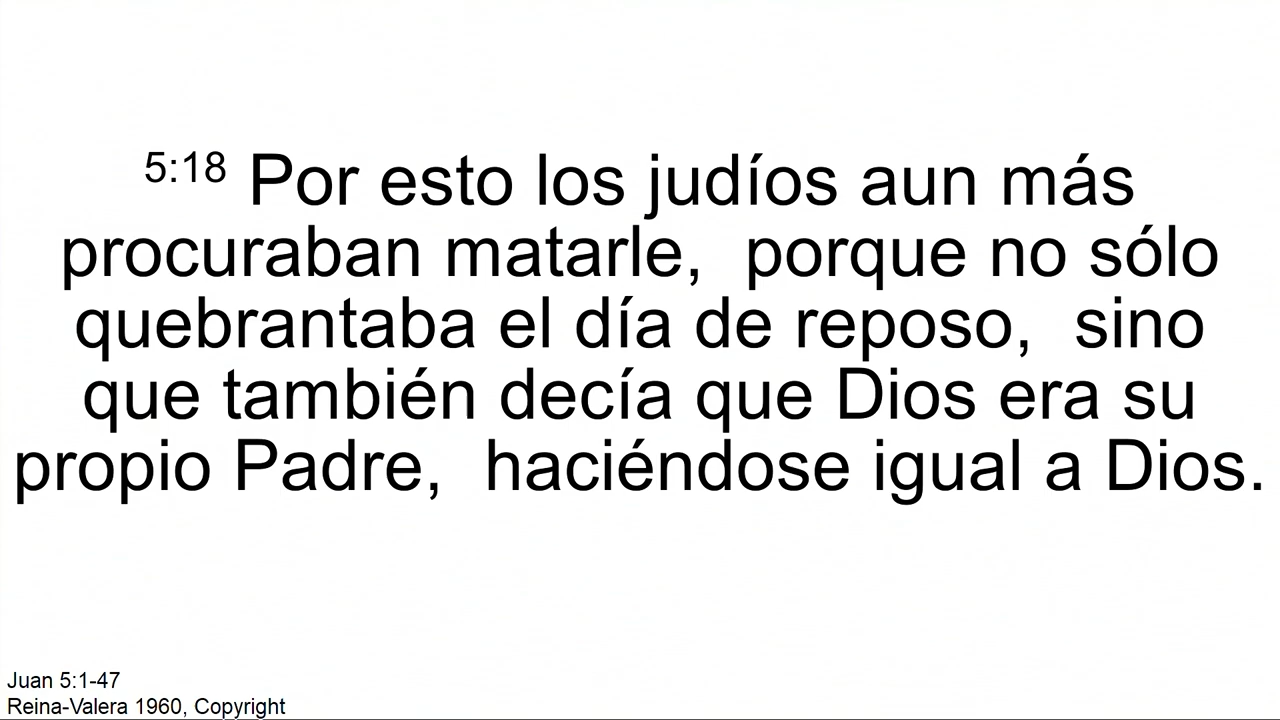 5:18 Por esto los judíos aun más
procuraban matarle,  porque no sólo
quebrantaba el día de reposo,  sino
que también decía que Dios era su
propio Padre,  haciéndose igual a Dios.
Juan 5:1-47
Reina-Valera 1960, Copyright